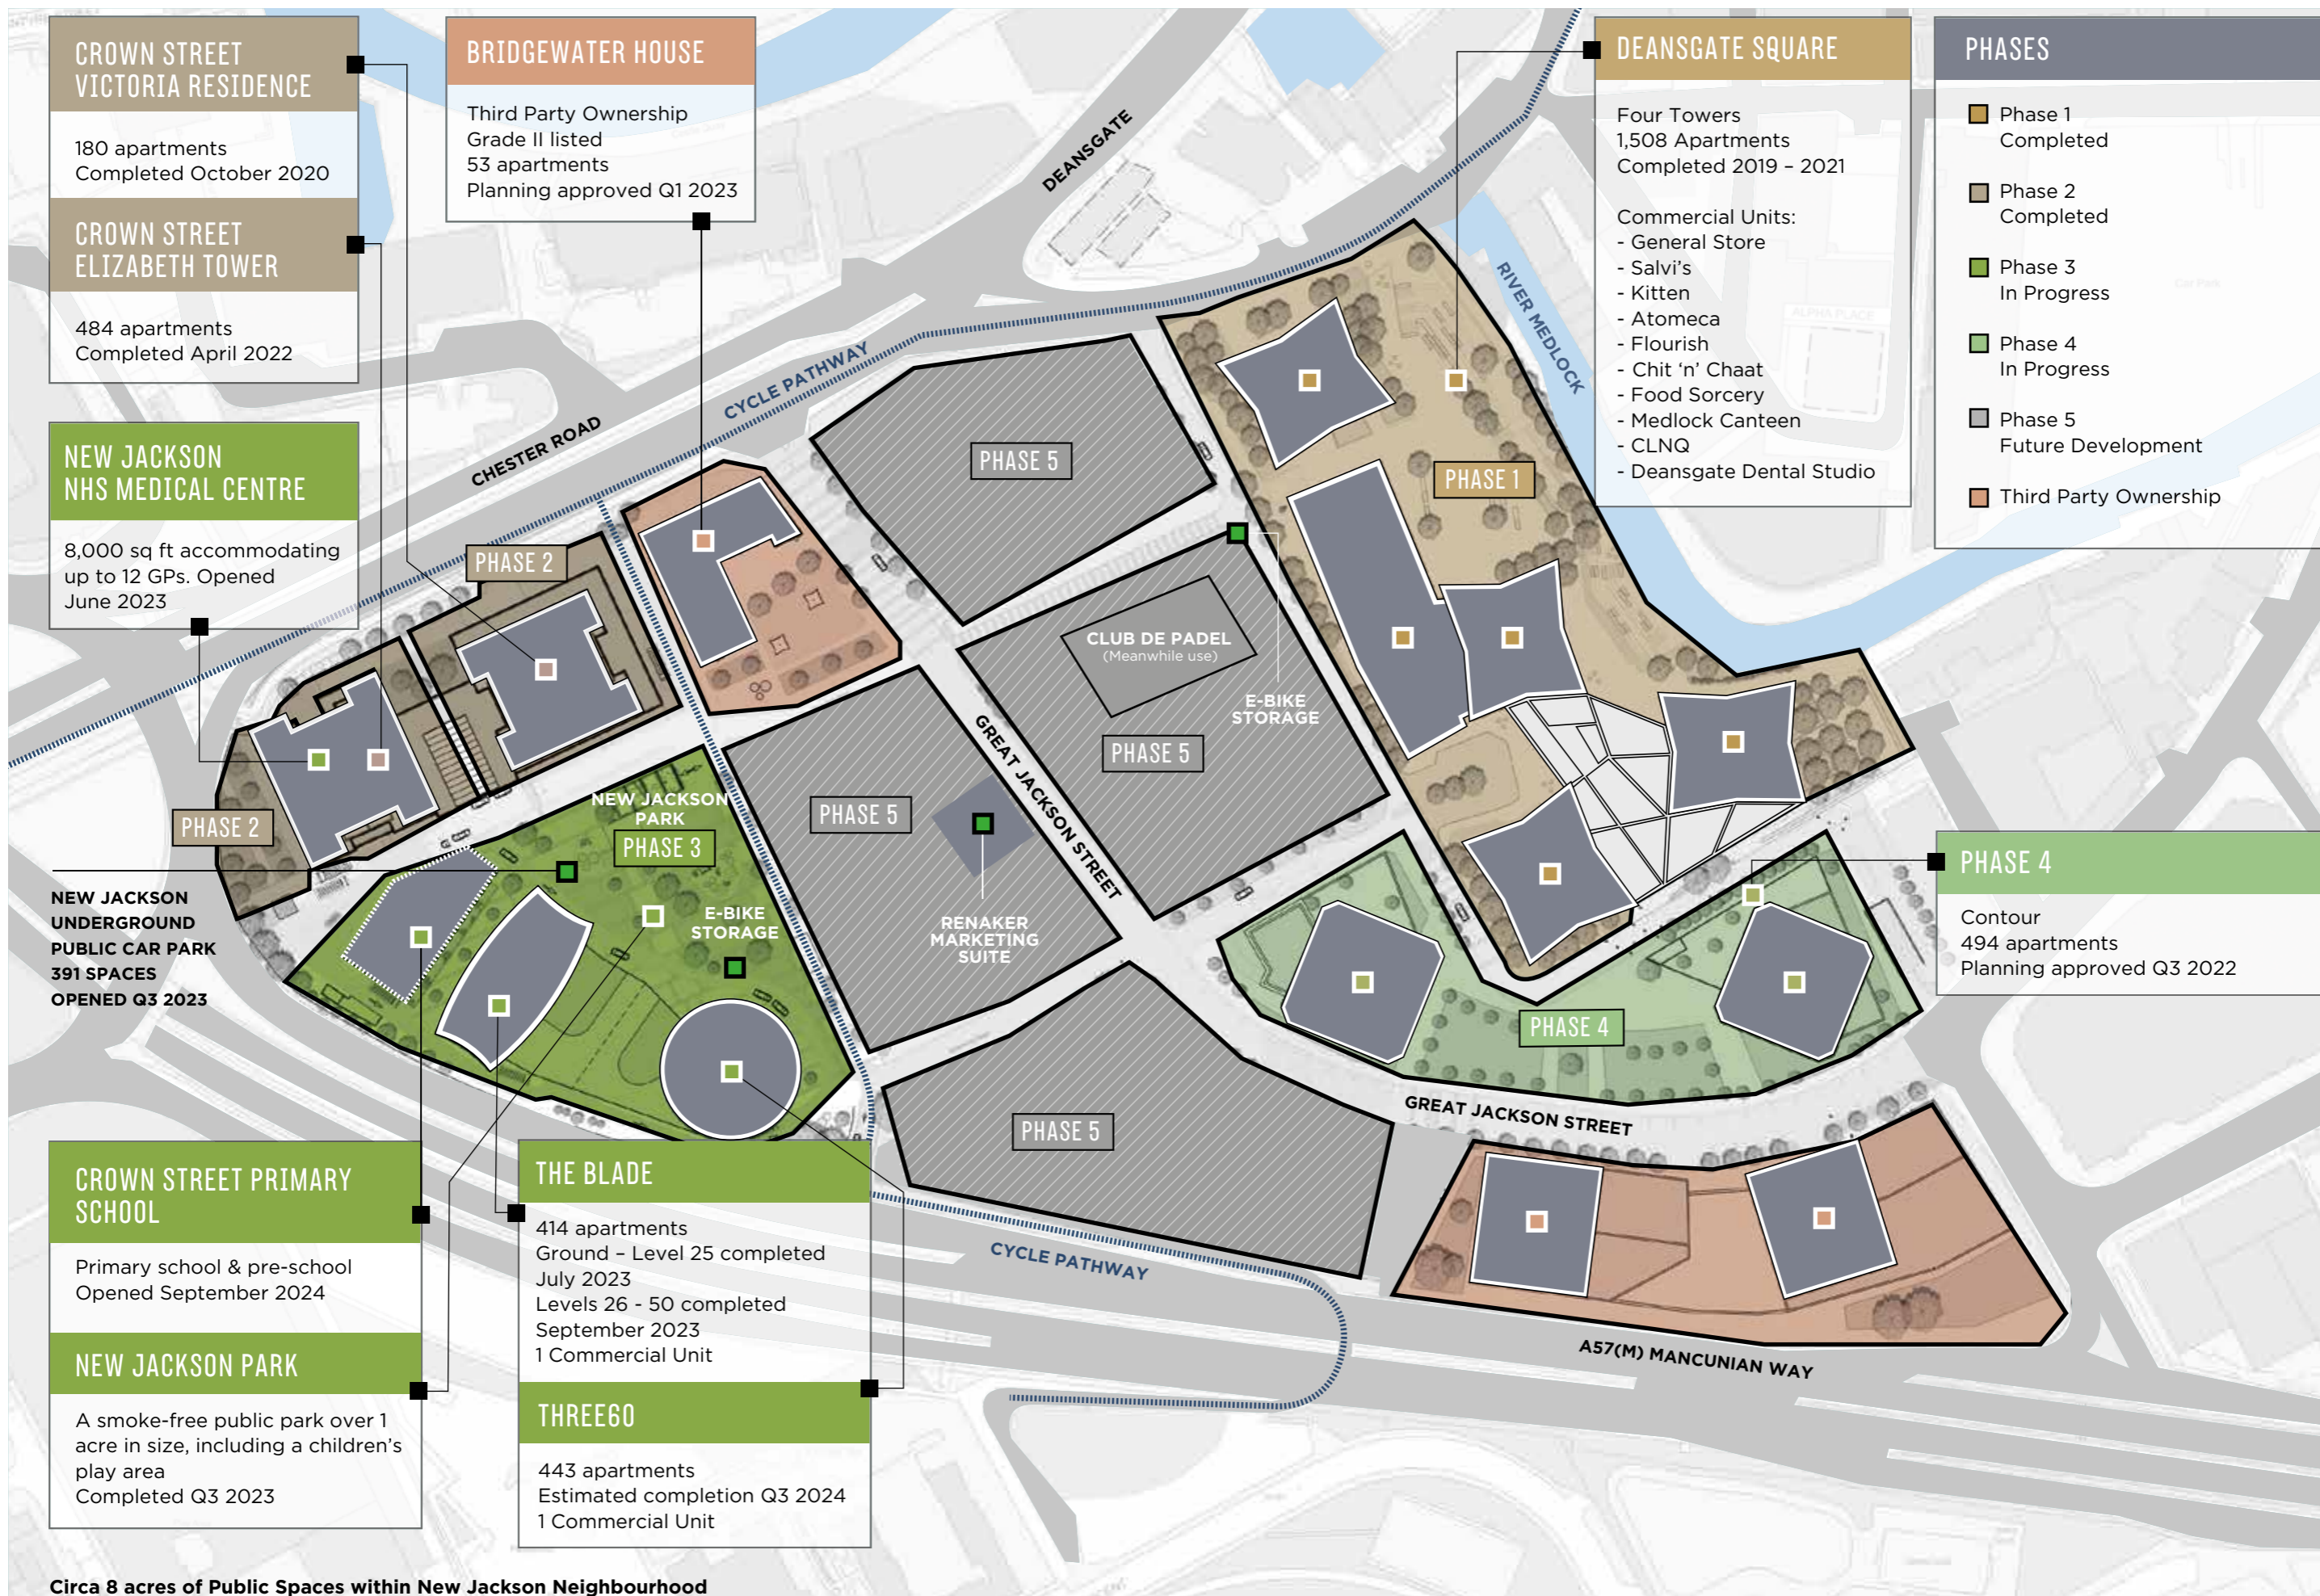 CROWN STREET
VICTORIA RESIDENCE
180 apartments
Completed October 2020
CROWN STREET
ELIZABETH TOWER
484 apartments
Completed April 2022
NEW JACKSON
NHS MEDICAL CENTRE
8,000 sq ft accommodating
up to 12 GPs. Opened
June 2023
BRIDGEWATER HOUSE
Third Party Ownership
Grade II listed
53 apartments
Planning approved Q1 2023
DEANSGATE SQUARE
Four Towers
1,508 Apartments
Completed 2019 – 2021
Commercial Units:
- General Store
- Salvi's
- Kitten
- Atomeca
- Flourish
- Chit 'n' Chaat
- Food Sorcery
- Medlock Canteen
- CLNQ
- Deansgate Dental Studio
PHASES
Phase 1
Completed
Phase 2
Completed
Phase 3
In Progress
Phase 4
In Progress
Phase 5
Future Development
Third Party Ownership
DEANSGATE
RIVER MEDLOCK
ALPHA PLACE
Car Park
CYCLE PATHWAY
CHESTER ROAD
PHASE 5
PHASE 1
PHASE 2
CLUB DE PADEL
(Meanwhile use)
E-BIKE
STORAGE
PHASE 5
GREAT JACKSON STREET
PHASE 5
PHASE 2
NEW JACKSON
PARK
PHASE 3
E-BIKE
STORAGE
RENAKER
MARKETING
SUITE
NEW JACKSON
UNDERGROUND
PUBLIC CAR PARK
391 SPACES
OPENED Q3 2023
PHASE 4
Contour
494 apartments
Planning approved Q3 2022
PHASE 4
GREAT JACKSON STREET
PHASE 5
CYCLE PATHWAY
A57(M) MANCUNIAN WAY
CROWN STREET PRIMARY
SCHOOL
Primary school & pre-school
Opened September 2024
NEW JACKSON PARK
A smoke-free public park over 1
acre in size, including a children's
play area
Completed Q3 2023
THE BLADE
414 apartments
Ground – Level 25 completed
July 2023
Levels 26 - 50 completed
September 2023
1 Commercial Unit
THREE60
443 apartments
Estimated completion Q3 2024
1 Commercial Unit
Circa 8 acres of Public Spaces within New Jackson Neighbourhood